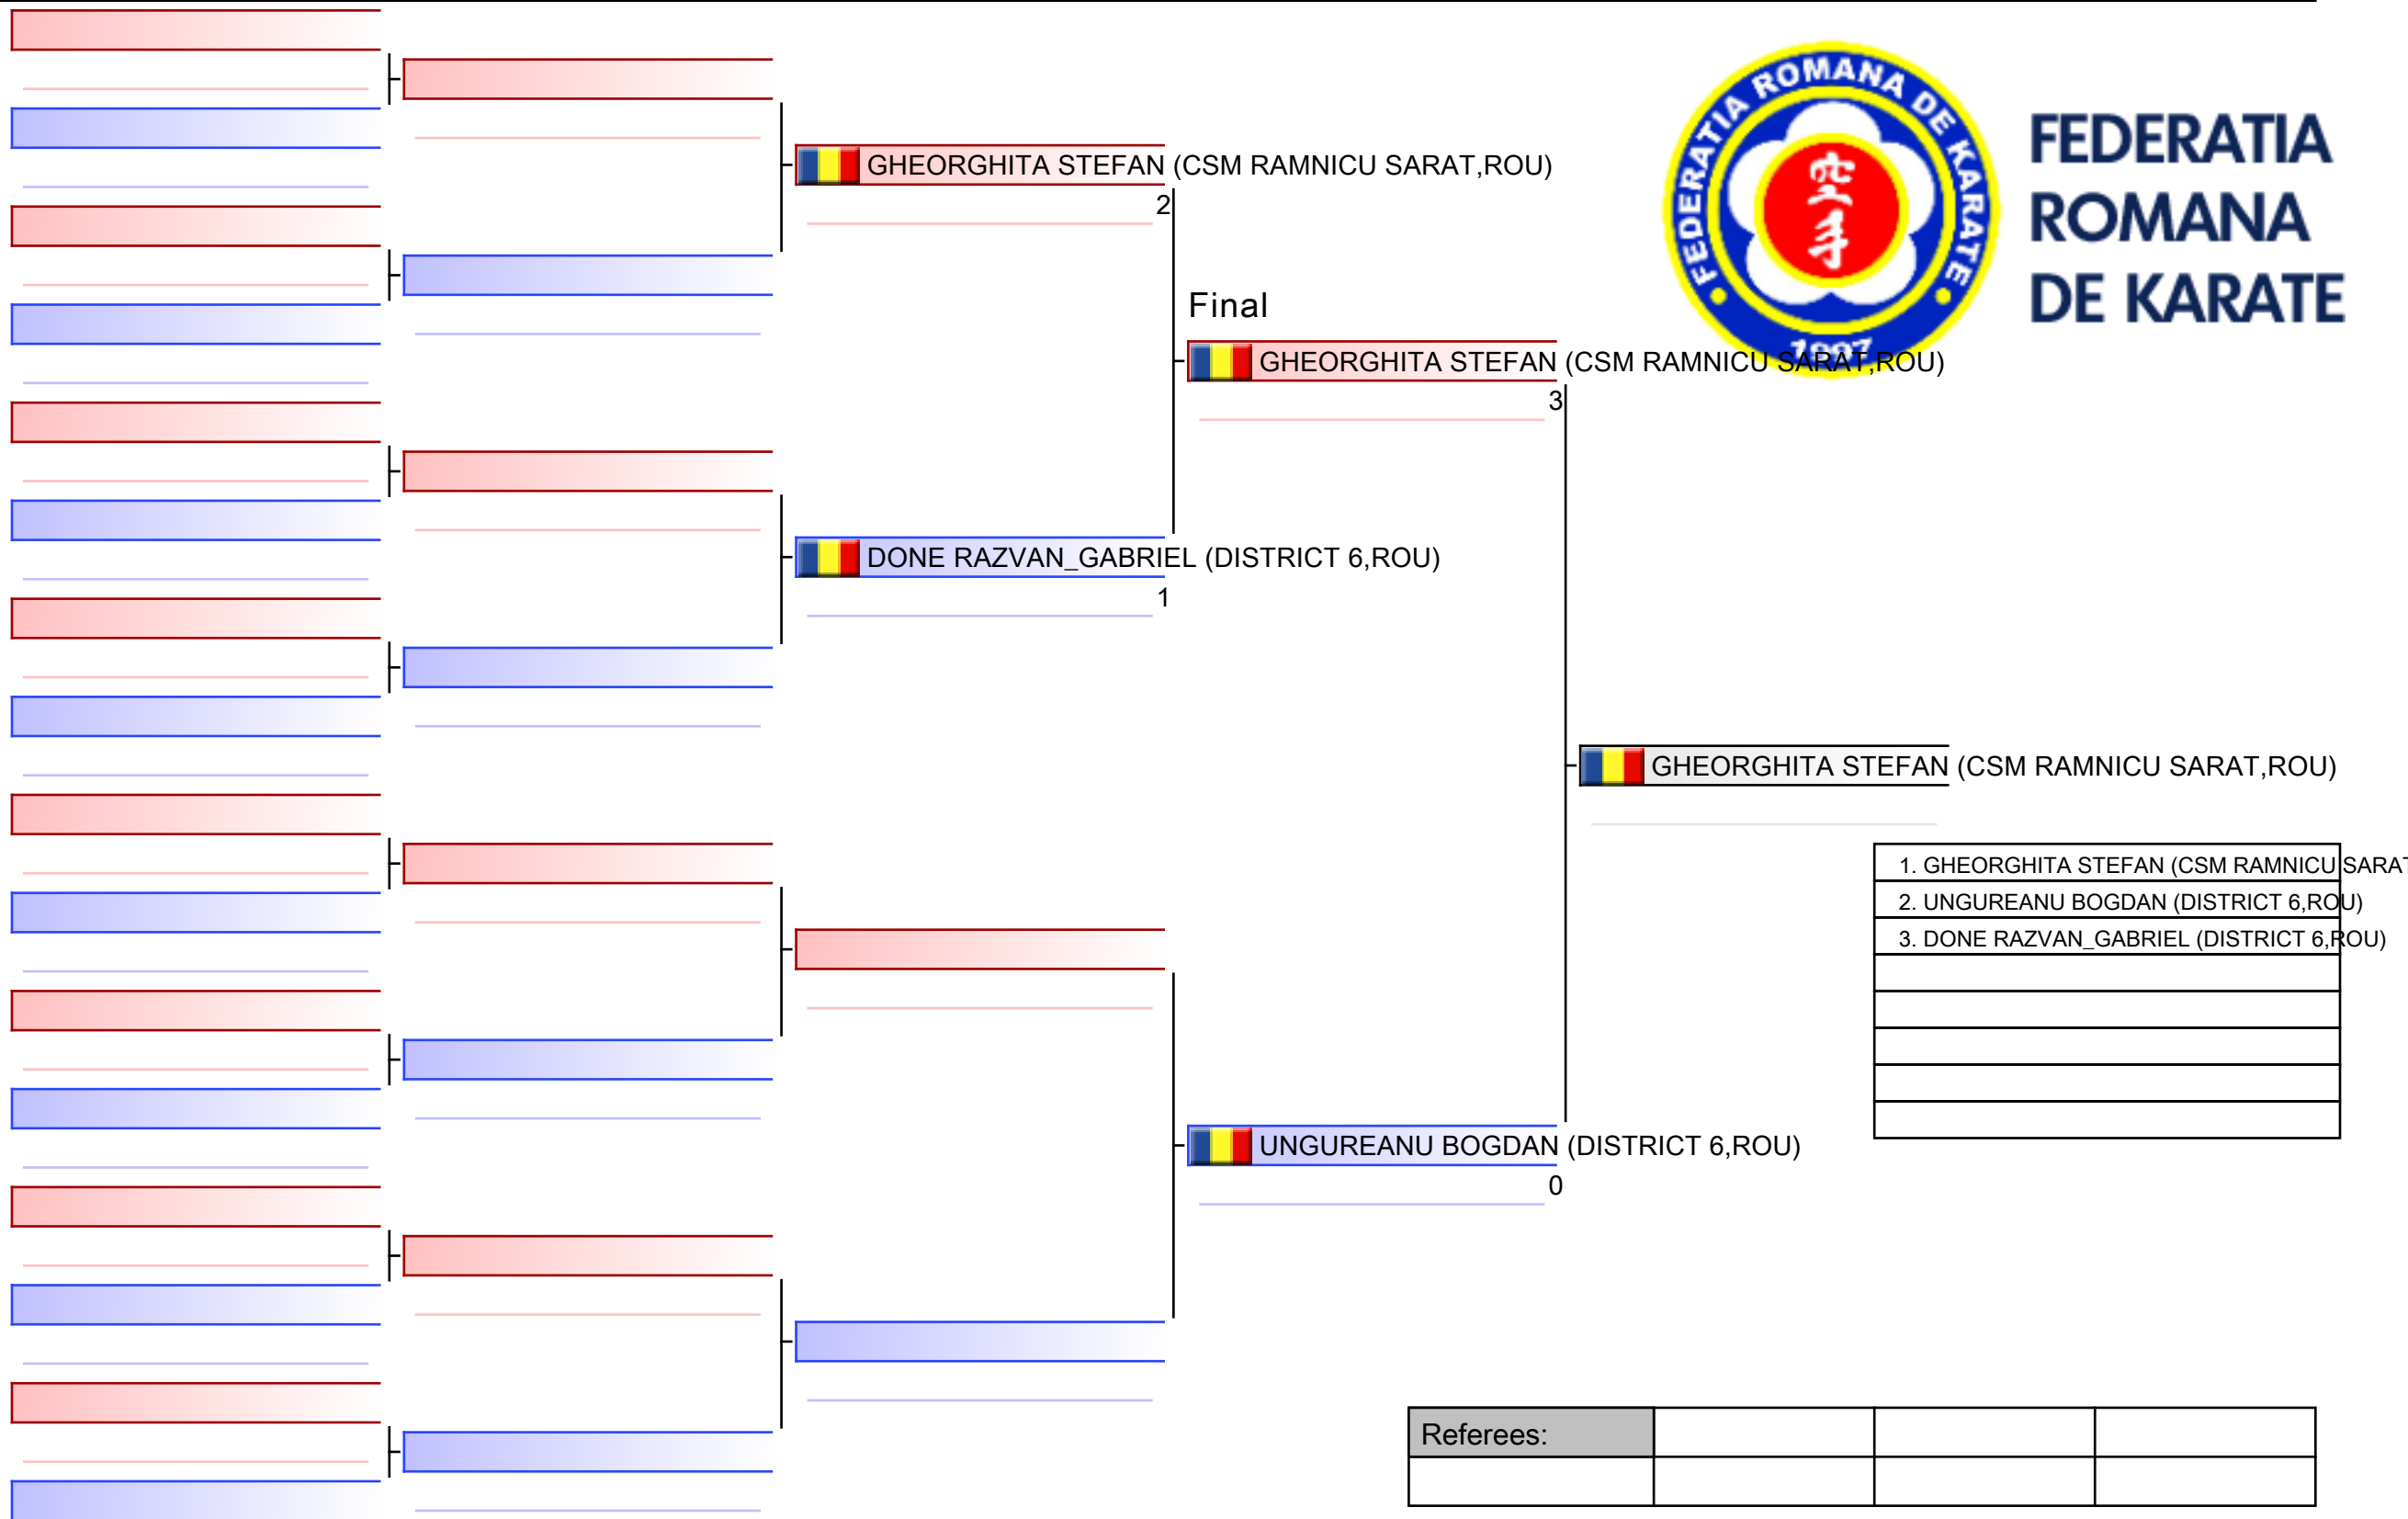 FEDERATIA ROMANA DE KARATE
空手
1997
FEDERATIA
ROMANA
DE KARATE
GHEORGHITA STEFAN (CSM RAMNICU SARAT,ROU)
2
Final
GHEORGHITA STEFAN (CSM RAMNICU SARAT,ROU)
3
DONE RAZVAN_GABRIEL (DISTRICT 6,ROU)
1
GHEORGHITA STEFAN (CSM RAMNICU SARAT,ROU)
1. GHEORGHITA STEFAN (CSM RAMNICU SARAT
2. UNGUREANU BOGDAN (DISTRICT 6,ROU)
3. DONE RAZVAN_GABRIEL (DISTRICT 6,ROU)
UNGUREANU BOGDAN (DISTRICT 6,ROU)
0
Referees: